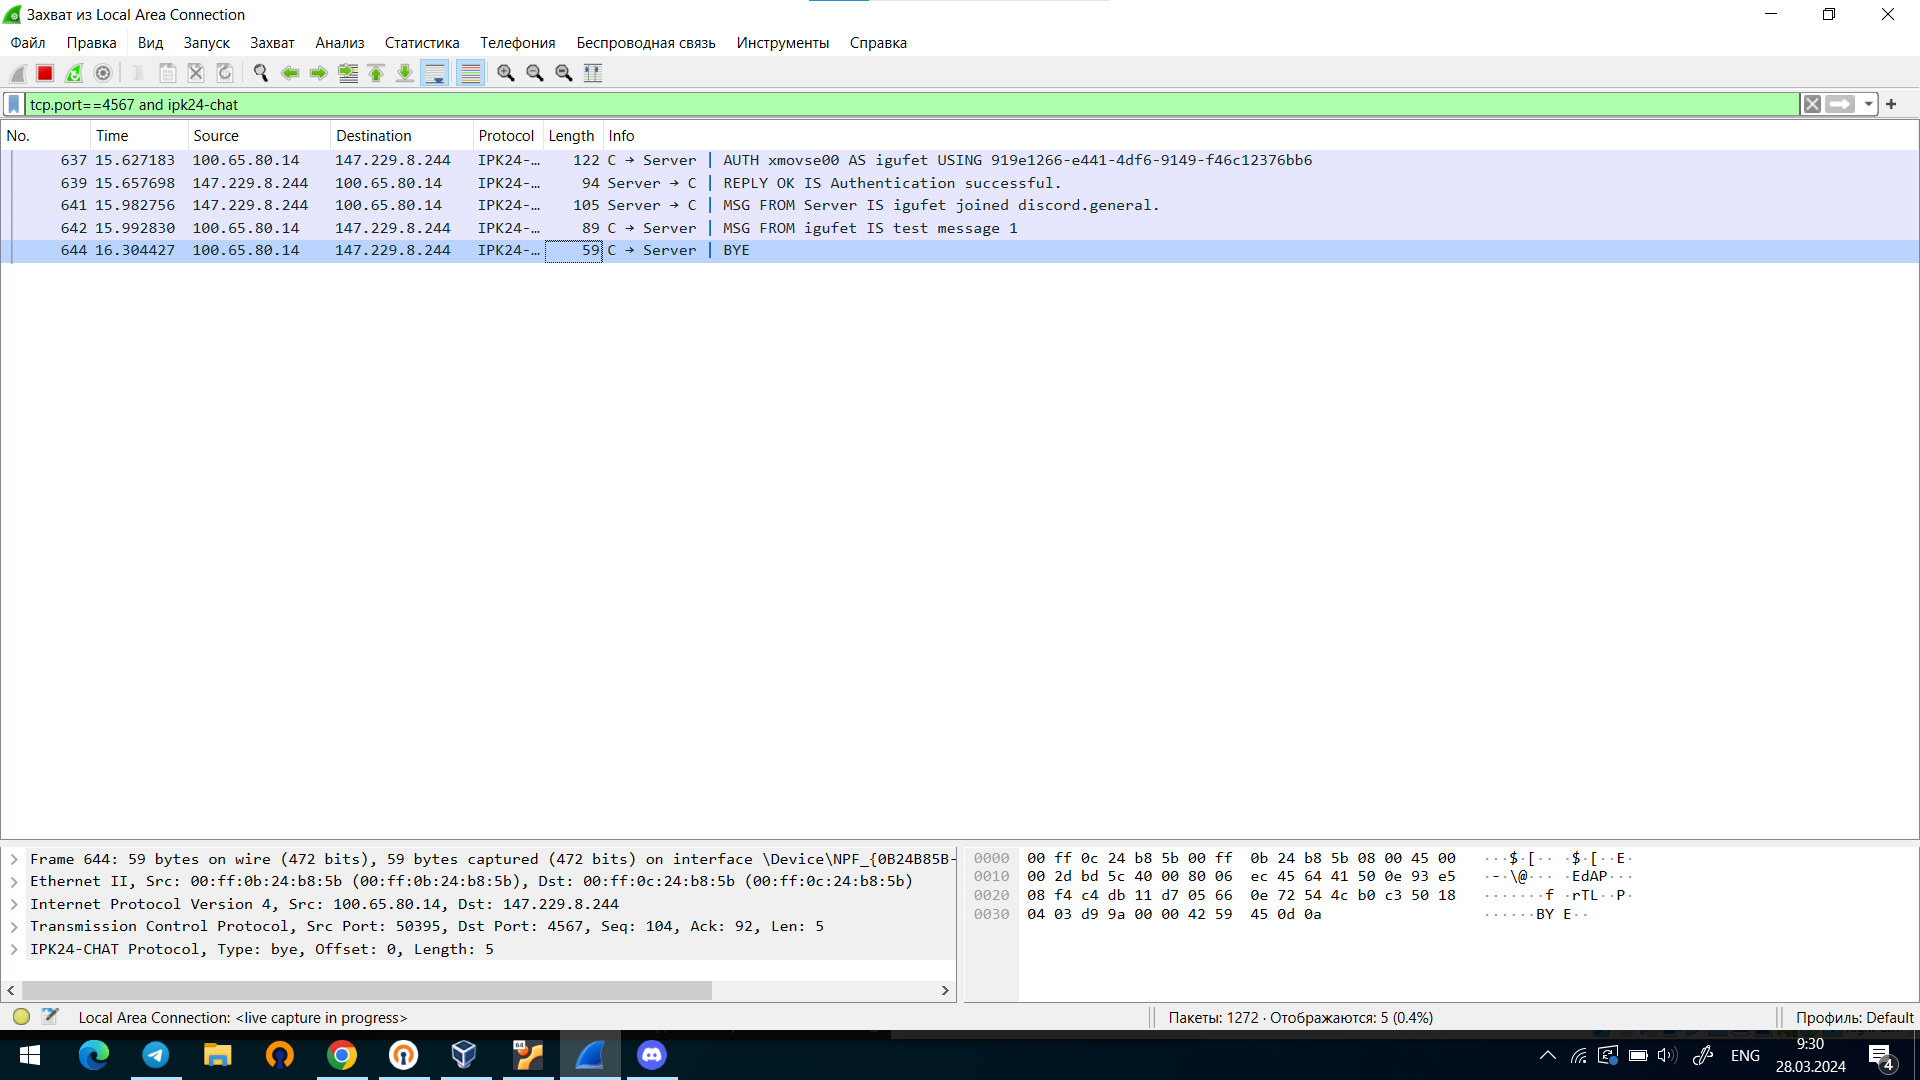 Захват из Local Area Connection
Файл Правка Вид Запуск Захват Анализ Статистика Телефония Беспроводная связь Инструменты Справка
tcp.port==4567 and ipk24-chat
No. Time Source Destination Protocol Length Info
637 15.627183 100.65.80.14 147.229.8.244 IPK24-… 122 C → Server | AUTH xmovse00 AS igufet USING 919e1266-e441-4df6-9149-f46c12376bb6
639 15.657698 147.229.8.244 100.65.80.14 IPK24-… 94 Server → C | REPLY OK IS Authentication successful.
641 15.982756 147.229.8.244 100.65.80.14 IPK24-… 105 Server → C | MSG FROM Server IS igufet joined discord.general.
642 15.992830 100.65.80.14 147.229.8.244 IPK24-… 89 C → Server | MSG FROM igufet IS test message 1
644 16.304427 100.65.80.14 147.229.8.244 IPK24-… 59 C → Server | BYE
Frame 644: 59 bytes on wire (472 bits), 59 bytes captured (472 bits) on interface \Device\NPF_{0B24B85B-
Ethernet II, Src: 00:ff:0b:24:b8:5b (00:ff:0b:24:b8:5b), Dst: 00:ff:0c:24:b8:5b (00:ff:0c:24:b8:5b)
Internet Protocol Version 4, Src: 100.65.80.14, Dst: 147.229.8.244
Transmission Control Protocol, Src Port: 50395, Dst Port: 4567, Seq: 104, Ack: 92, Len: 5
IPK24-CHAT Protocol, Type: bye, Offset: 0, Length: 5
0000 00 ff 0c 24 b8 5b 00 ff 0b 24 b8 5b 08 00 45 00 ···$·[·· ·$·[··E·
0010 00 2d bd 5c 40 00 80 06 ec 45 64 41 50 0e 93 e5 ·-·\@··· ·EdAP···
0020 08 f4 c4 db 11 d7 05 66 0e 72 54 4c b0 c3 50 18 ·······f ·rTL··P·
0030 04 03 d9 9a 00 00 42 59 45 0d 0a ······BY E··
Local Area Connection: <live capture in progress>
Пакеты: 1272 · Отображаются: 5 (0.4%)
Профиль: Default
64
ENG
9:30
28.03.2024
4